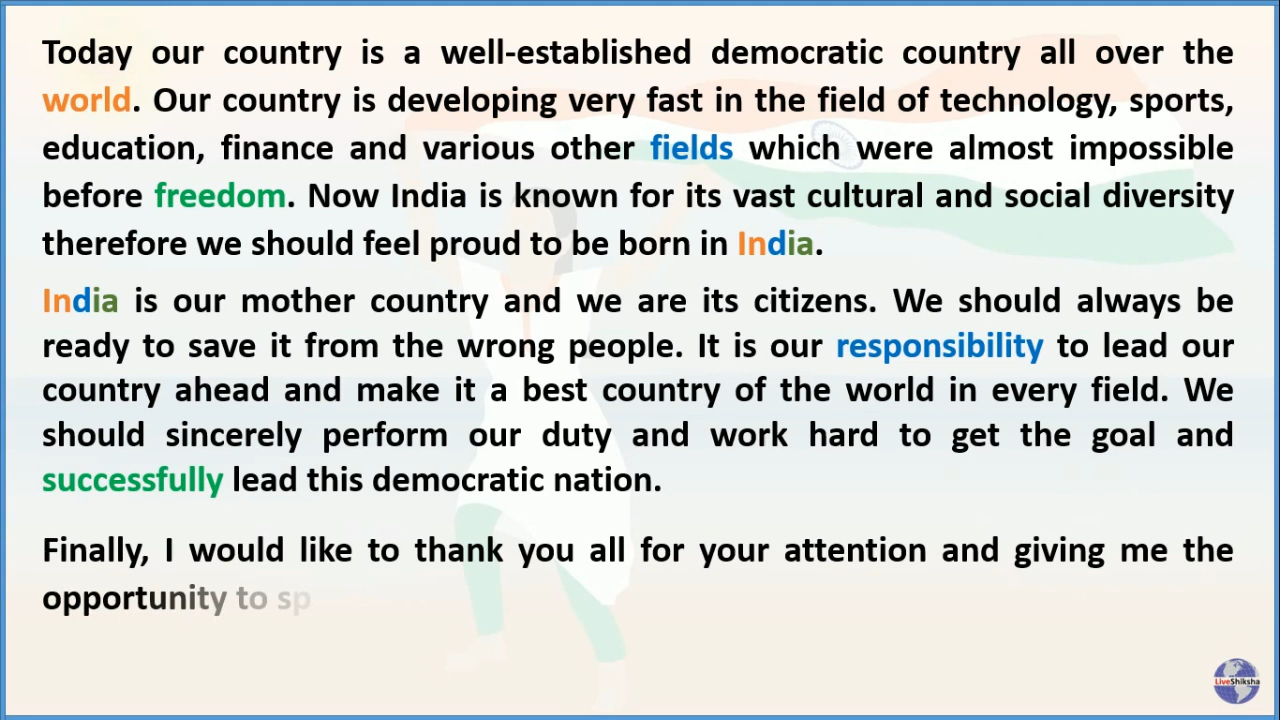 Today our country is a well-established democratic country all over the
world. Our country is developing very fast in the field of technology, sports,
education, finance and various other fields which were almost impossible
before freedom. Now India is known for its vast cultural and social diversity
therefore we should feel proud to be born in India.
India is our mother country and we are its citizens. We should always be
ready to save it from the wrong people. It is our responsibility to lead our
country ahead and make it a best country of the world in every field. We
should sincerely perform our duty and work hard to get the goal and
successfully lead this democratic nation.
Finally, I would like to thank you all for your attention and giving me the
opportunity to sp
LiveShiksha